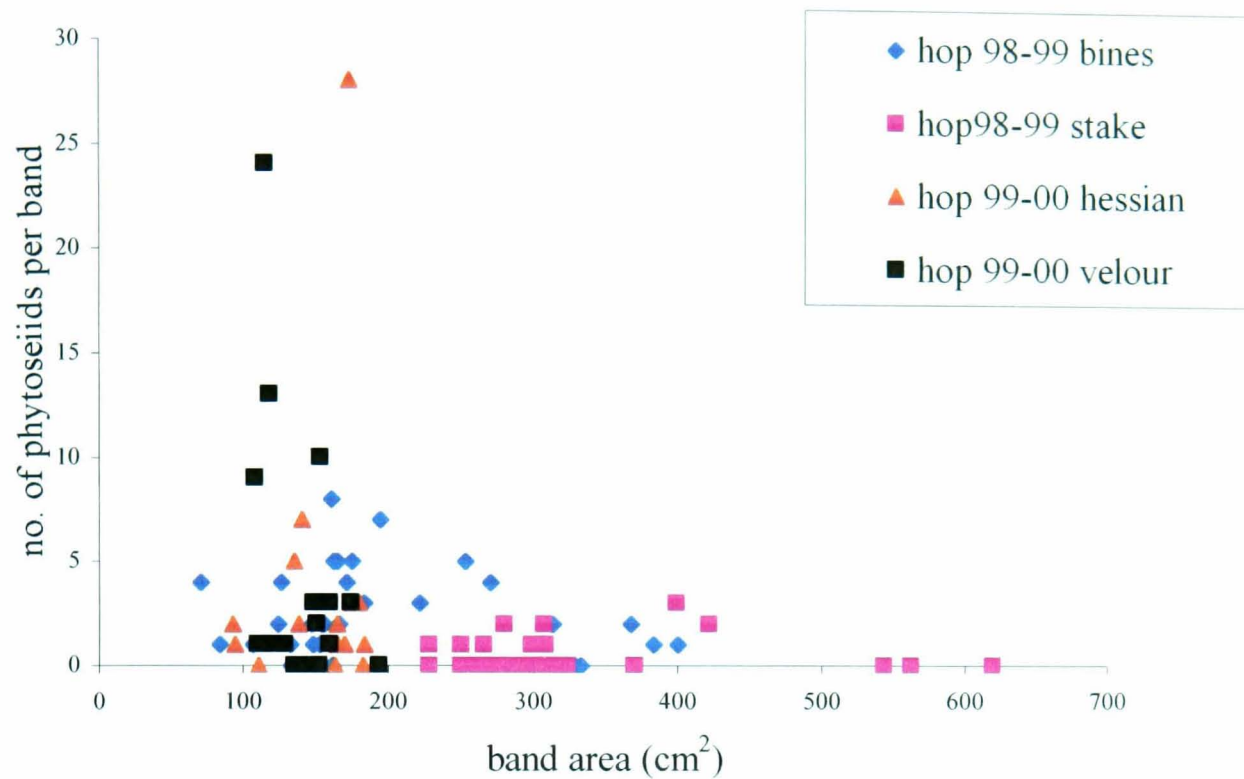 no. of phytoseiids per band
30
25
20
15
10
5
0
0 100 200 300 400 500 600 700
band area (cm²)
hop 98-99 bines
hop98-99 stake
hop 99-00 hessian
hop 99-00 velour